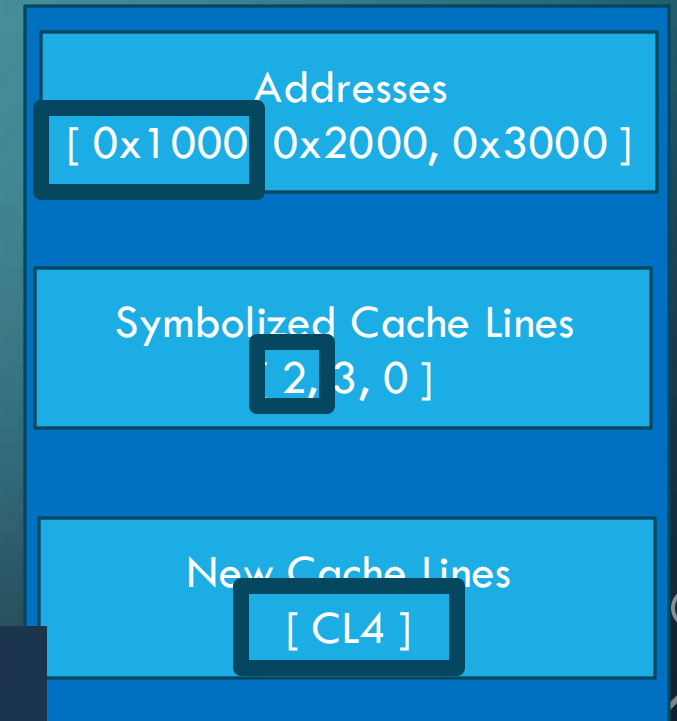 Addresses
[ 0x1000 0x2000, 0x3000 ]
Symbolized Cache Lines
[ 2, 3, 0 ]
New Cache Lines
[ CL4 ]